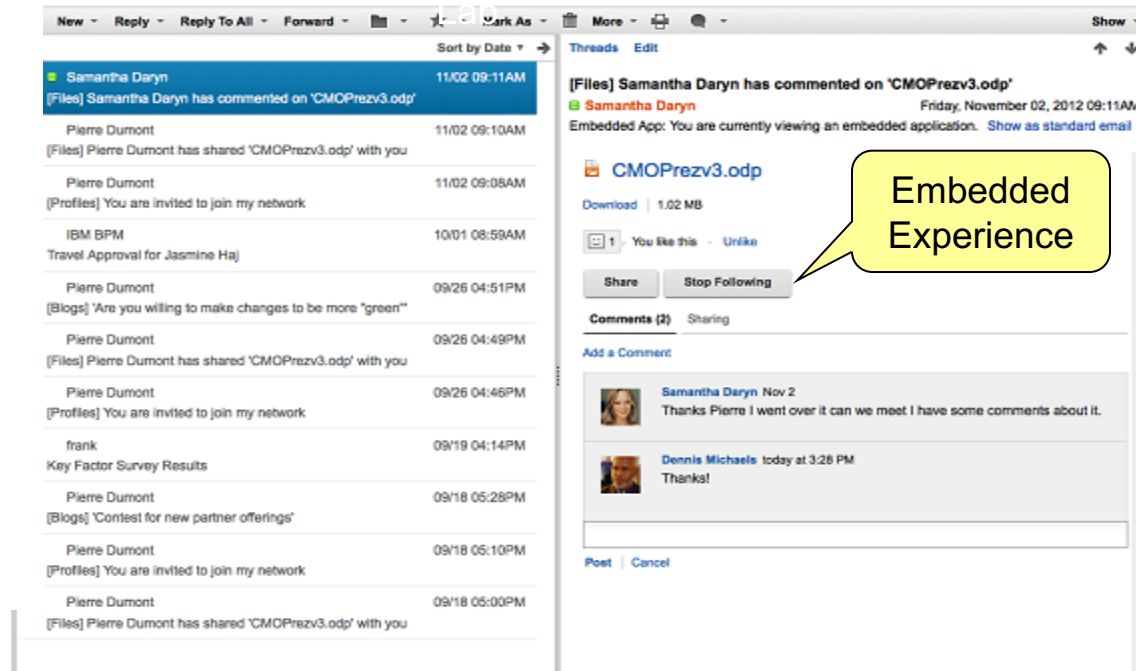 Lap
New Reply Reply To All Forward Mark As More Show
Sort by Date
Samantha Daryn 11/02 09:11AM
[Files] Samantha Daryn has commented on 'CMOPrezv3.odp'
Pierre Dumont 11/02 09:10AM
[Files] Pierre Dumont has shared 'CMOPrezv3.odp' with you
Pierre Dumont 11/02 09:08AM
[Profiles] You are invited to join my network
IBM BPM 10/01 08:59AM
Travel Approval for Jasmine Haj
Pierre Dumont 09/26 04:51PM
[Blogs] 'Are you willing to make changes to be more "green"'
Pierre Dumont 09/26 04:49PM
[Files] Pierre Dumont has shared 'CMOPrezv3.odp' with you
Pierre Dumont 09/26 04:46PM
[Profiles] You are invited to join my network
frank 09/19 04:14PM
Key Factor Survey Results
Pierre Dumont 09/18 05:28PM
[Blogs] 'Contest for new partner offerings'
Pierre Dumont 09/18 05:10PM
[Profiles] You are invited to join my network
Pierre Dumont 09/18 05:00PM
[Files] Pierre Dumont has shared 'CMOPrezv3.odp' with you
Threads Edit
[Files] Samantha Daryn has commented on 'CMOPrezv3.odp'
Samantha Daryn Friday, November 02, 2012 09:11AM
Embedded App: You are currently viewing an embedded application. Show as standard email
CMOPrezv3.odp
Download | 1.02 MB
1 - You like this - Unlike
Share Stop Following
Embedded
Experience
Comments (2) Sharing
Add a Comment
Samantha Daryn Nov 2
Thanks Pierre I went over it can we meet I have some comments about it.
Dennis Michaels today at 3:28 PM
Thanks!
Post | Cancel